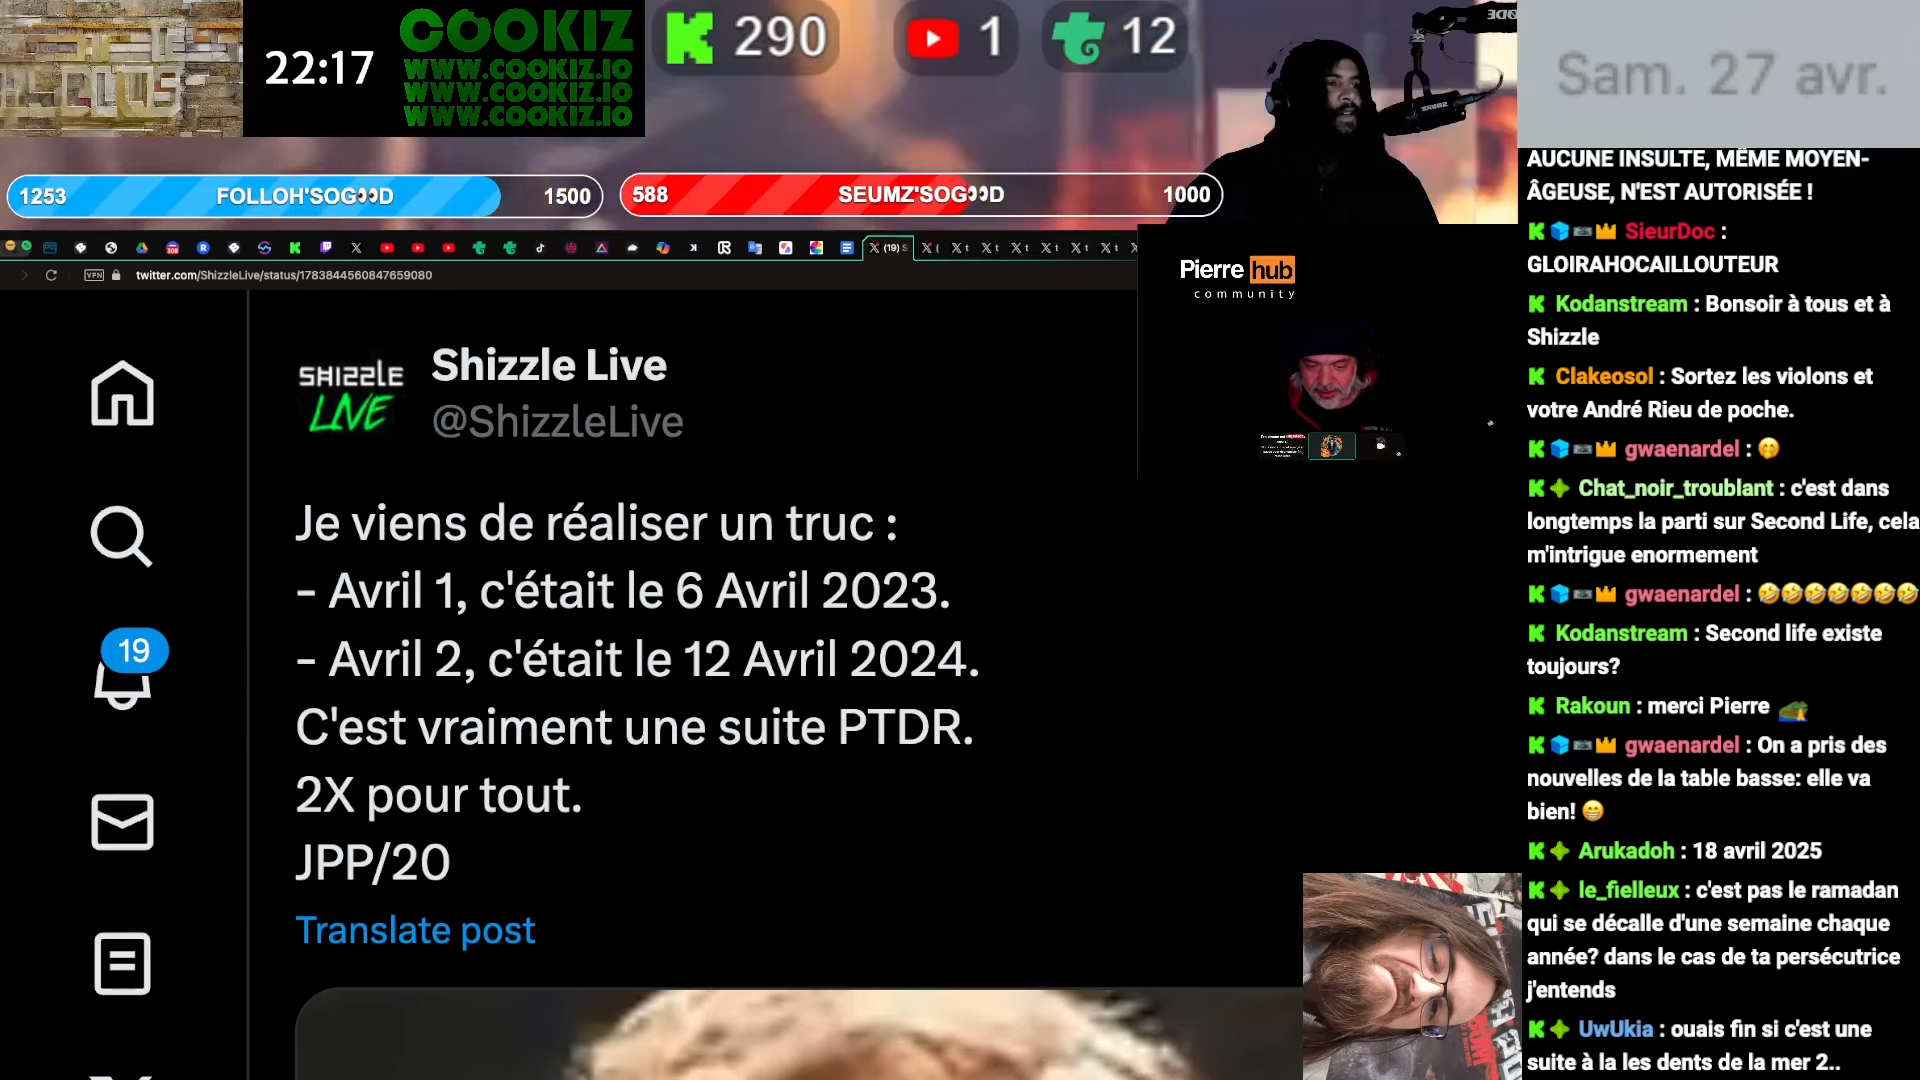 22:17
COOKIZ
WWW.COOKIZ.IO
WWW.COOKIZ.IO
WWW.COOKIZ.IO
290
1
12
Sam. 27 avr.
1253 FOLLOH'SOG👀D 1500
588 SEUMZ'SOG👀D 1000
(19) S
VPN twitter.com/ShizzleLive/status/1783844560847659080
Pierre hub
community
SHIZZLE
LIVE
Shizzle Live
@ShizzleLive
Je viens de réaliser un truc :
- Avril 1, c'était le 6 Avril 2023.
- Avril 2, c'était le 12 Avril 2024.
C'est vraiment une suite PTDR.
2X pour tout.
JPP/20
Translate post
19
AUCUNE INSULTE, MÊME MOYEN-
ÂGEUSE, N'EST AUTORISÉE !
SieurDoc :
GLOIRAHOCAILLOUTEUR
Kodanstream : Bonsoir à tous et à
Shizzle
Clakeosol : Sortez les violons et
votre André Rieu de poche.
gwaenardel : 🤭
Chat_noir_troublant : c'est dans
longtemps la parti sur Second Life, cela
m'intrigue enormement
gwaenardel : 🤣🤣🤣🤣🤣🤣🤣
Kodanstream : Second life existe
toujours?
Rakoun : merci Pierre
gwaenardel : On a pris des
nouvelles de la table basse: elle va
bien! 😁
Arukadoh : 18 avril 2025
le_fielleux : c'est pas le ramadan
qui se décalle d'une semaine chaque
année? dans le cas de ta persécutrice
j'entends
UwUkia : ouais fin si c'est une
suite à la les dents de la mer 2..